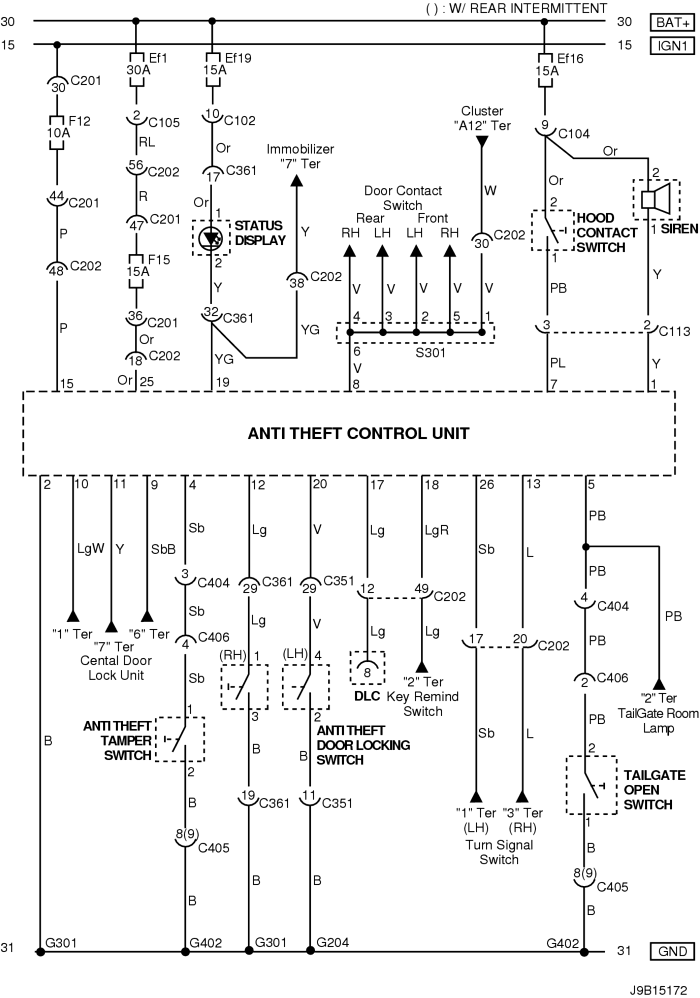 ( ) : W/ REAR INTERMITTENT
30 30 BAT+
15 15 IGN1
Ef1 Ef19 Ef16
30A 15A 15A
C201
30
F12
10A
2 C105
10 C102
9 C104
RL
Or
Or
Cluster
"A12" Ter
Immobilizer
"7" Ter
56 C202
17 C361
R
Or
W
Or
2
2
Door Contact
Switch
Rear Front
RH LH LH RH
44 C201
47 C201
1
STATUS
DISPLAY
2
HOOD
CONTACT
SWITCH
1
SIREN
1
P
Y
30 C202
48 C202
F15
15A
Y
38 C202
V V V V V
PB
Y
36 C201
32 C361
4 3 2 5 1
3 2 C113
P
Or
YG
S301
18 C202
YG
6
V
PL
Y
Or
15 25 19 8 7 1
ANTI THEFT CONTROL UNIT
2 10 11 9 4 12 20 17 18 26 13 5
PB
LgW Y SbB Sb Lg V Lg LgR Sb L
3 C404
29 C361
29 C351
12 49 C202
PB
4 C404
PB
Sb Lg V Lg Lg
"1" Ter
"7" Ter
"6" Ter
Cental Door
Lock Unit
4 C406
17 20 C202
PB
(RH) 1
(LH) 4
8
DLC
"2" Ter
Key Remind
Switch
2 C406
Sb
3
2
"2" Ter
TailGate Room
Lamp
1
ANTI THEFT
TAMPER
SWITCH
2
ANTI THEFT
DOOR LOCKING
SWITCH
PB
Sb L
B B B
2
TAILGATE
OPEN
SWITCH
1
B
19 C361
11 C351
"1" Ter
(LH)
"3" Ter
(RH)
Turn Signal
Switch
8(9) C405
B
8(9) C405
B B B B
31 G301 G402 G301 G204 G402 31 GND
J9B15172